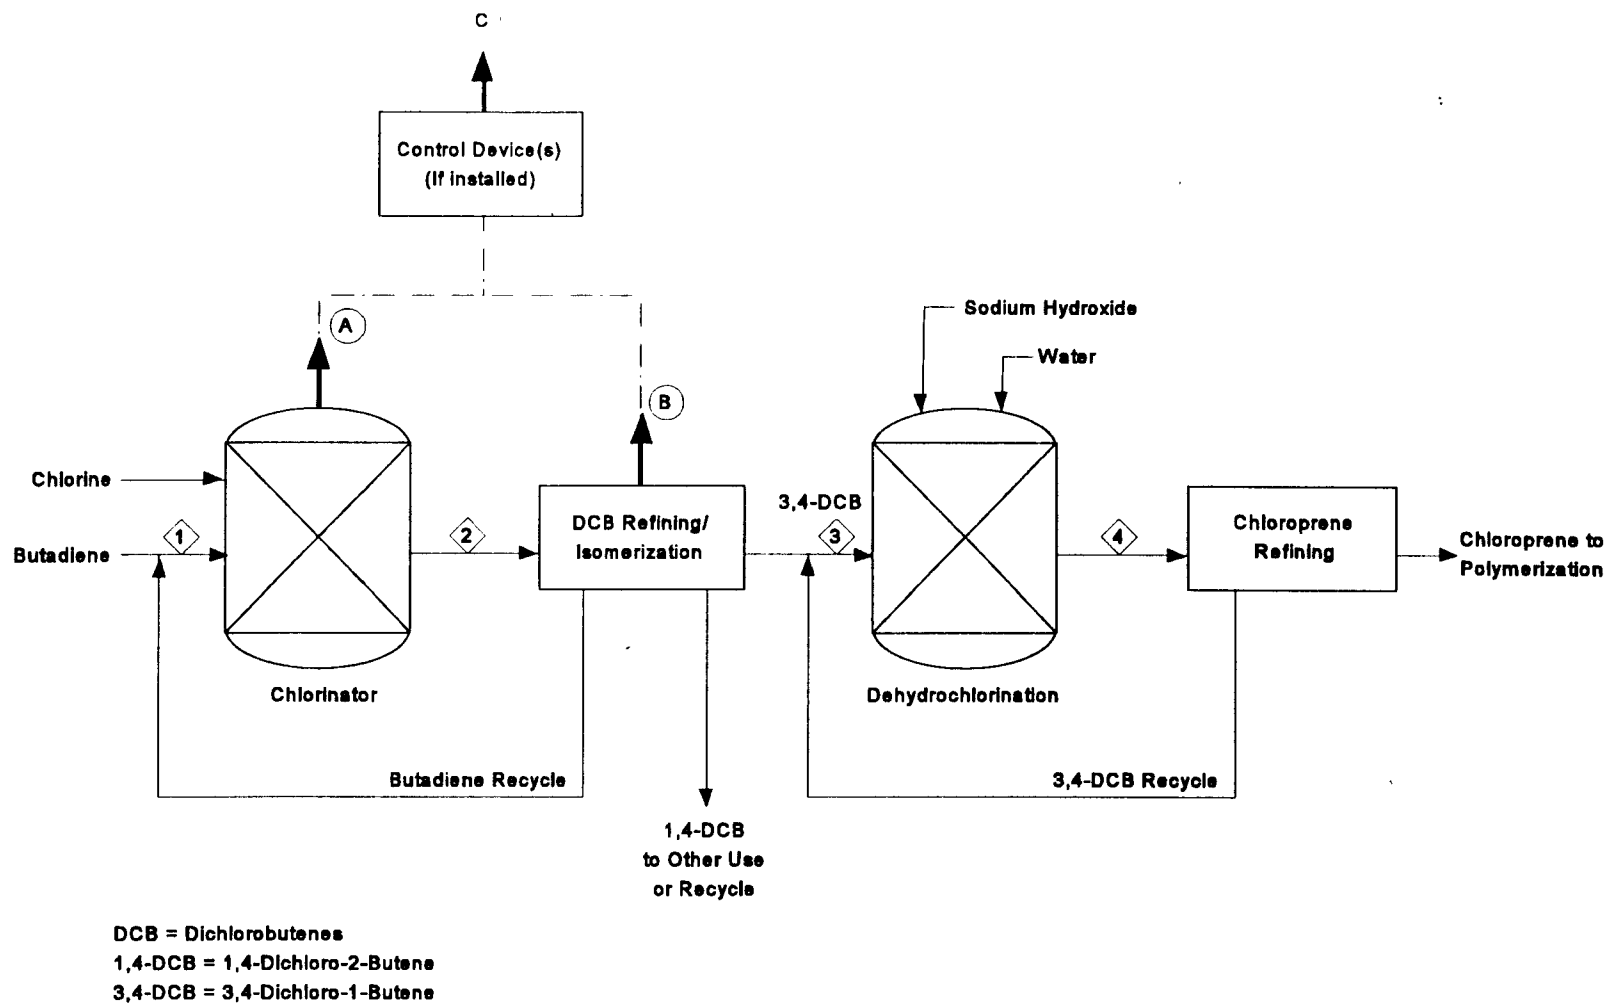 C
Control Device(s)
(If installed)
A
Sodium Hydroxide
Water
B
Chlorine
3,4-DCB
1
2
DCB Refining/
Isomerization
3
4
Chloroprene
Refining
Butadiene
Chloroprene to
Polymerization
Chlorinator
Dehydrochlorination
Butadiene Recycle
3,4-DCB Recycle
1,4-DCB
to Other Use
or Recycle
DCB = Dichlorobutenes
1,4-DCB = 1,4-Dichloro-2-Butene
3,4-DCB = 3,4-Dichloro-1-Butene